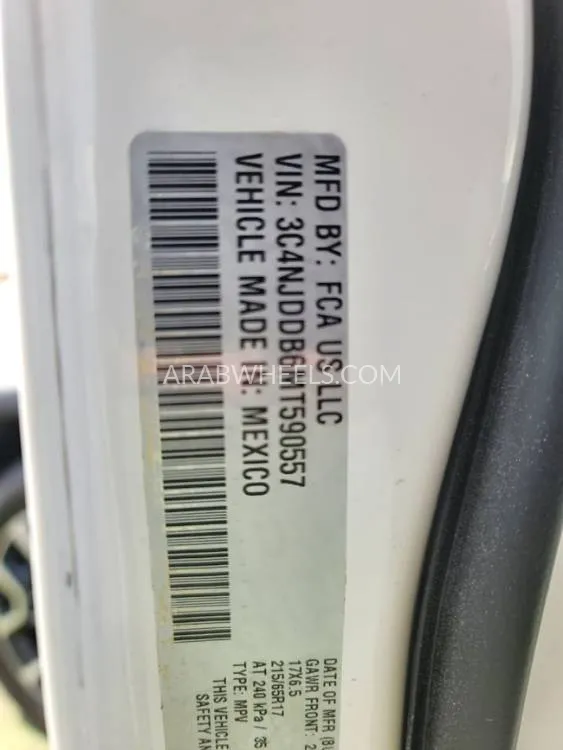 MFD BY: FCA US LLC
VIN:
VEHICLE MADE IN: MEXICO
ARABWHEELS.COM
DATE OF MFR
GAWR FRONT:
17X6.5
215/65R17
AT 240 kPa / 35
TYPE: MPV
THIS VEHICLE
SAFETY